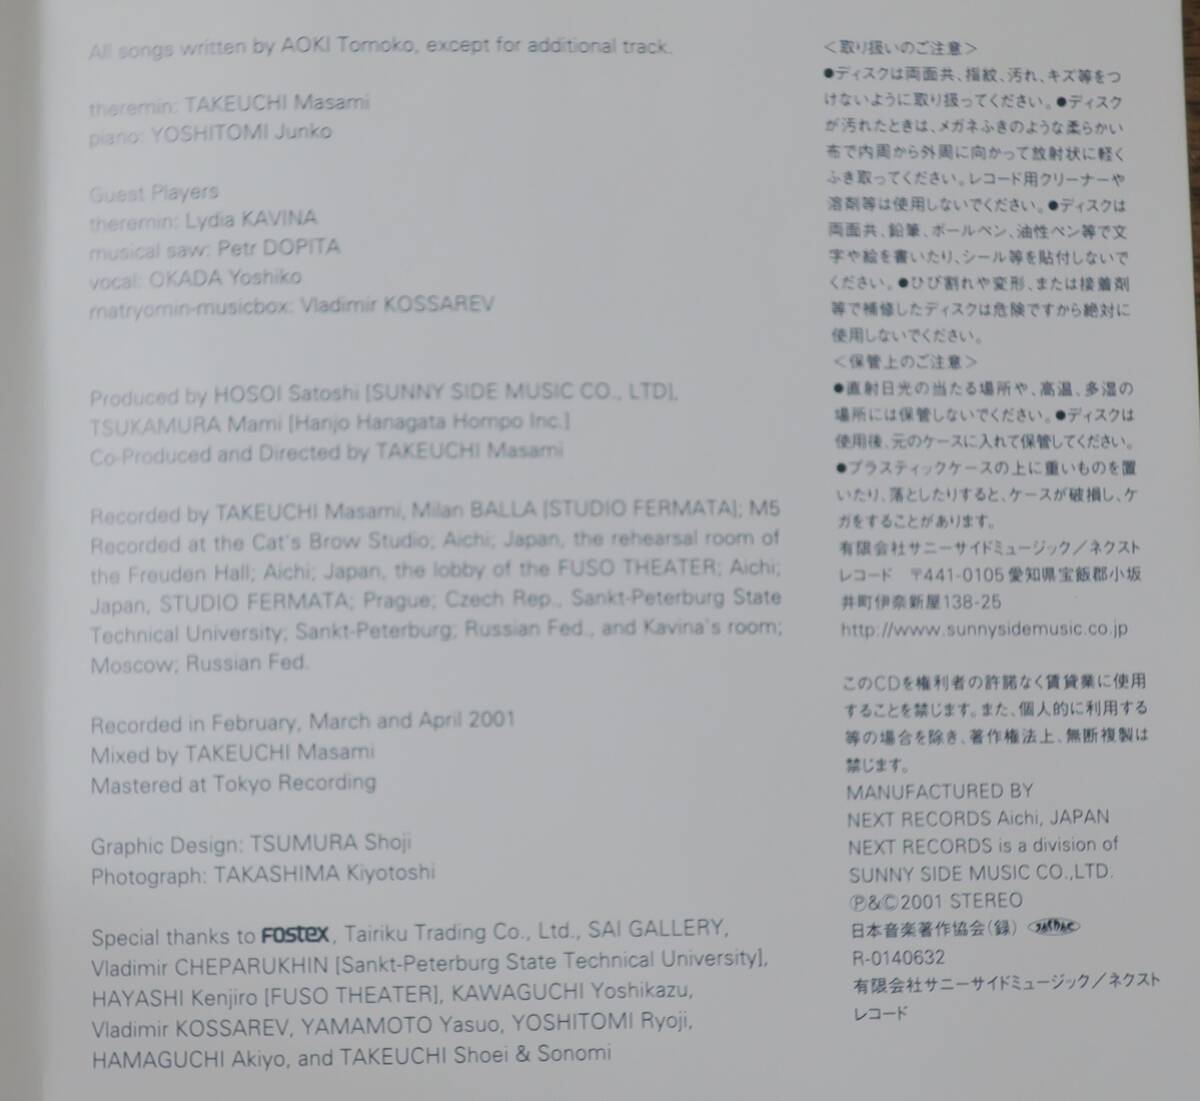 All songs written by AOKI Tomoko, except for additional track.
theremin: TAKEUCHI Masami
piano: YOSHITOMI Junko
Guest Players
theremin: Lydia KAVINA
musical saw: Petr DOPITA
vocal: OKADA Yoshiko
matryomin-musicbox: Vladimir KOSSAREV
Produced by HOSOI Satoshi [SUNNY SIDE MUSIC CO., LTD],
TSUKAMURA Mami [Hanjo Hanagata Hompo Inc.]
Co-Produced and Directed by TAKEUCHI Masami
Recorded by TAKEUCHI Masami, Milan BALLA [STUDIO FERMATA]; M5
Recorded at the Cat's Brow Studio; Aichi; Japan, the rehearsal room of
the Freuden Hall; Aichi; Japan, the lobby of the FUSO THEATER; Aichi;
Japan, STUDIO FERMATA; Prague; Czech Rep., Sankt-Peterburg State
Technical University; Sankt-Peterburg; Russian Fed., and Kavina's room;
Moscow; Russian Fed.
Recorded in February, March and April 2001
Mixed by TAKEUCHI Masami
Mastered at Tokyo Recording
Graphic Design: TSUMURA Shoji
Photograph: TAKASHIMA Kiyotoshi
Special thanks to Fostex, Tairiku Trading Co., Ltd., SAI GALLERY,
Vladimir CHEPARUKHIN [Sankt-Peterburg State Technical University],
HAYASHI Kenjiro [FUSO THEATER], KAWAGUCHI Yoshikazu,
Vladimir KOSSAREV, YAMAMOTO Yasuo, YOSHITOMI Ryoji,
HAMAGUCHI Akiyo, and TAKEUCHI Shoei & Sonomi
<取り扱いのご注意>
●ディスクは両面共、指紋、汚れ、キズ等をつ
けないように取り扱ってください。●ディスク
が汚れたときは、メガネふきのような柔らかい
布で内周から外周に向かって放射状に軽く
ふき取ってください。レコード用クリーナーや
溶剤等は使用しないでください。●ディスクは
両面共、鉛筆、ボールペン、油性ペン等で文
字や絵を書いたり、シール等を貼付しないで
ください。●ひび割れや変形、または接着剤
等で補修したディスクは危険ですから絶対に
使用しないでください。
<保管上のご注意>
●直射日光の当たる場所や、高温、多湿の
場所には保管しないでください。●ディスクは
使用後、元のケースに入れて保管してください。
●プラスティックケースの上に重いものを置
いたり、落としたりすると、ケースが破損し、ケ
ガをすることがあります。
有限会社サニーサイドミュージック/ネクスト
レコード 〒441-0105 愛知県宝飯郡小坂
井町伊奈新屋138-25
http://www.sunnysidemusic.co.jp
このCDを権利者の許諾なく賃貸業に使用
することを禁じます。また、個人的に利用する
等の場合を除き、著作権法上、無断複製は
禁じます。
MANUFACTURED BY
NEXT RECORDS Aichi, JAPAN
NEXT RECORDS is a division of
SUNNY SIDE MUSIC CO.,LTD.
Ⓟ&©2001 STEREO
日本音楽著作協会(録) JASRAC
R-0140632
有限会社サニーサイドミュージック/ネクスト
レコード